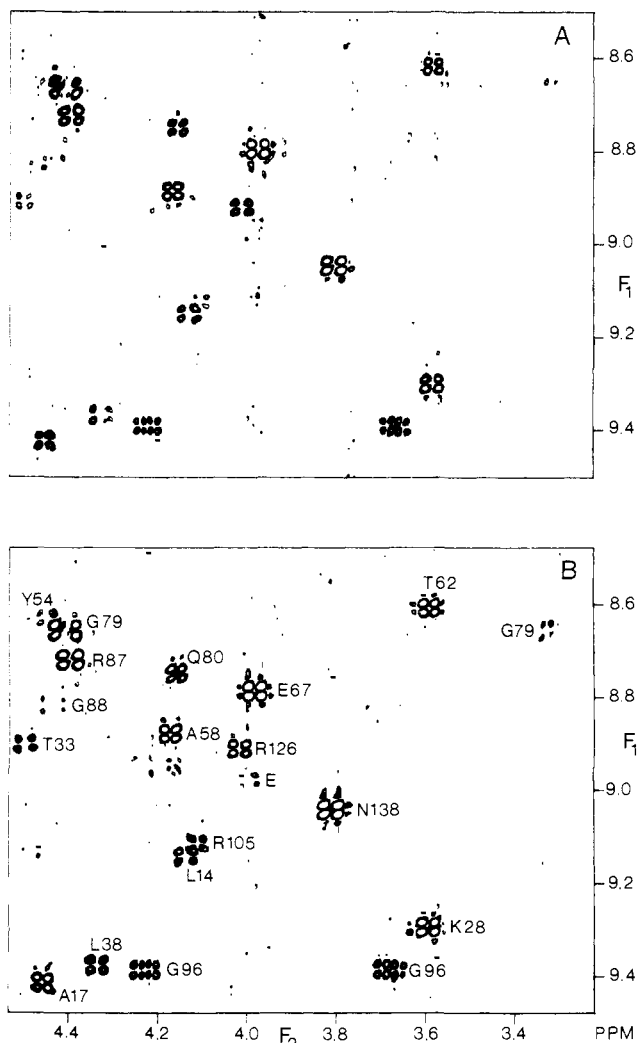 A
8.6
8.8
9.0
F1
9.2
9.4
B
T62
8.6
Y54
G79
G79
R87
Q80
E67
8.8
G88
T33
A58
R126
F1
E
9.0
N138
R105
L14
9.2
K28
L38
G96
G96
9.4
A17
4.4
4.2
4.0
F2
3.8
3.6
3.4
PPM